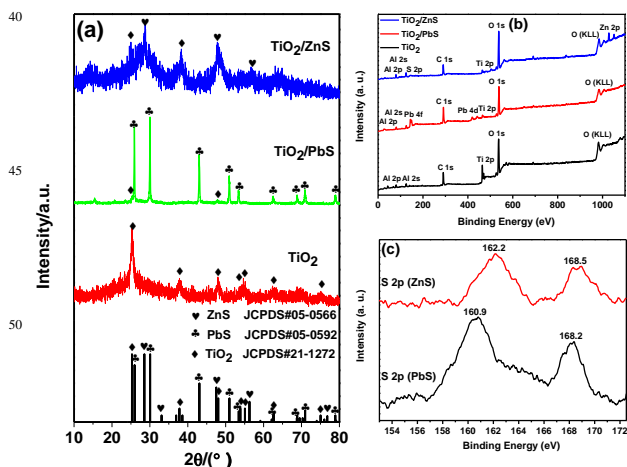 40
45
50
(a)
TiO2/ZnS
TiO2/PbS
TiO2
ZnS JCPDS#05-0566
PbS JCPDS#05-0592
TiO2 JCPDS#21-1272
Intensity/a.u.
10 20 30 40 50 60 70 80
2θ/(°)
(b)
TiO2/ZnS
TiO2/PbS
TiO2
O 1s
Zn 2p
O (KLL)
Al 2s
Al 2p S 2p
C 1s
Ti 2p
O 1s
O (KLL)
Al 2s
Al 2p
Pb 4f
C 1s
Pb 4d
Ti 2p
O 1s
O (KLL)
Al 2p Al 2s
C 1s
Ti 2p
Intensity (a. u.)
0 200 400 600 800 1000
Binding Energy (eV)
(c)
162.2
168.5
S 2p (ZnS)
160.9
168.2
S 2p (PbS)
Intensity (a. u.)
154 156 158 160 162 164 166 168 170 172
Binding Energy (eV)